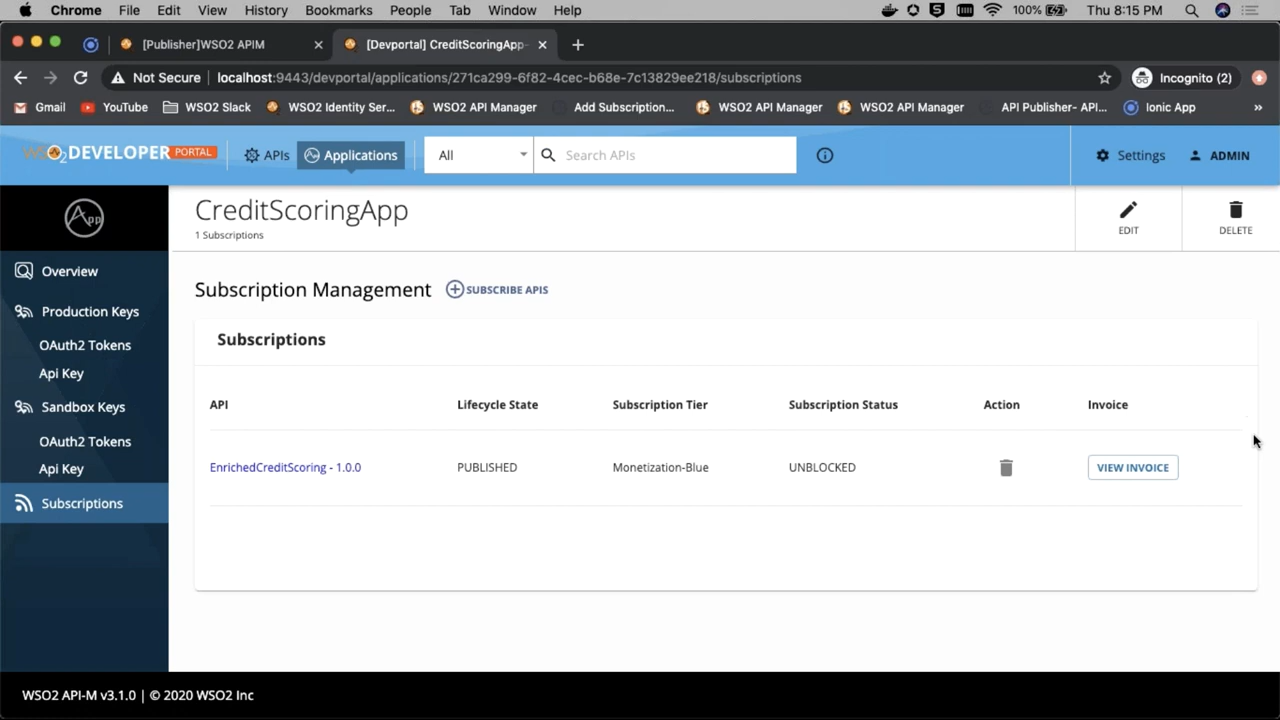 Chrome File Edit View History Bookmarks People Tab Window Help 100% Thu 8:15 PM
[Publisher]WSO2 APIM [Devportal] CreditScoringApp-
Not Secure localhost:9443/devportal/applications/271ca299-6f82-4cec-b68e-7c13829ee218/subscriptions Incognito (2)
Gmail YouTube WSO2 Slack WSO2 Identity Ser... WSO2 API Manager Add Subscription... WSO2 API Manager WSO2 API Manager API Publisher- API... Ionic App »
WSO2 DEVELOPER PORTAL APIs Applications All Search APIs Settings ADMIN
App
CreditScoringApp
1 Subscriptions
EDIT DELETE
Overview
Production Keys
OAuth2 Tokens
Api Key
Sandbox Keys
OAuth2 Tokens
Api Key
Subscriptions
Subscription Management SUBSCRIBE APIS
Subscriptions
API Lifecycle State Subscription Tier Subscription Status Action Invoice
EnrichedCreditScoring - 1.0.0 PUBLISHED Monetization-Blue UNBLOCKED VIEW INVOICE
WSO2 API-M v3.1.0 | © 2020 WSO2 Inc